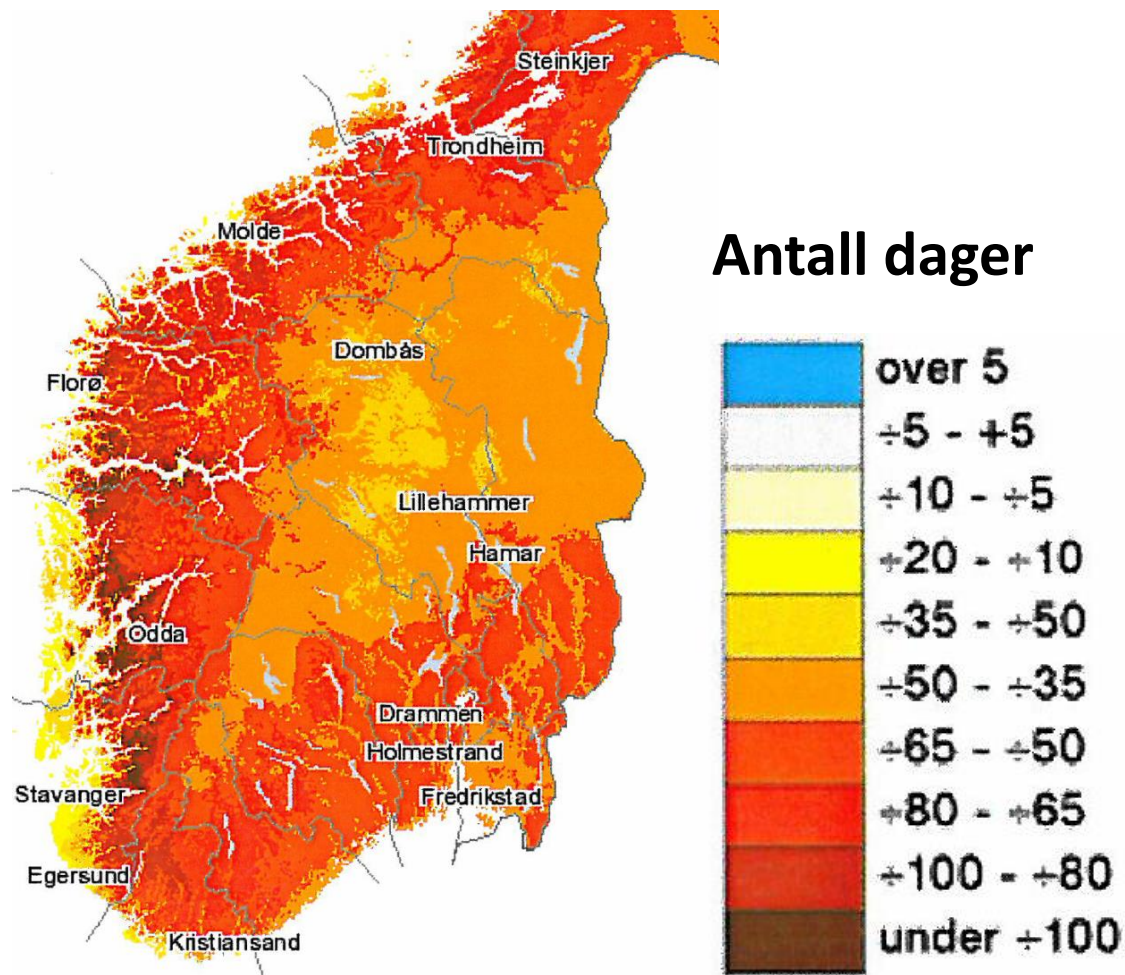 Steinkjer
Trondheim
Molde
Antall dager
Dombås
Florø
Lillehammer
Hamar
Odda
Drammen
Holmestrand
Stavanger
Fredrikstad
Egersund
Kristiansand
over 5
÷5 - +5
÷10 - ÷5
÷20 - ÷10
÷35 - ÷50
÷50 - ÷35
÷65 - ÷50
÷80 - ÷65
÷100 - ÷80
under ÷100